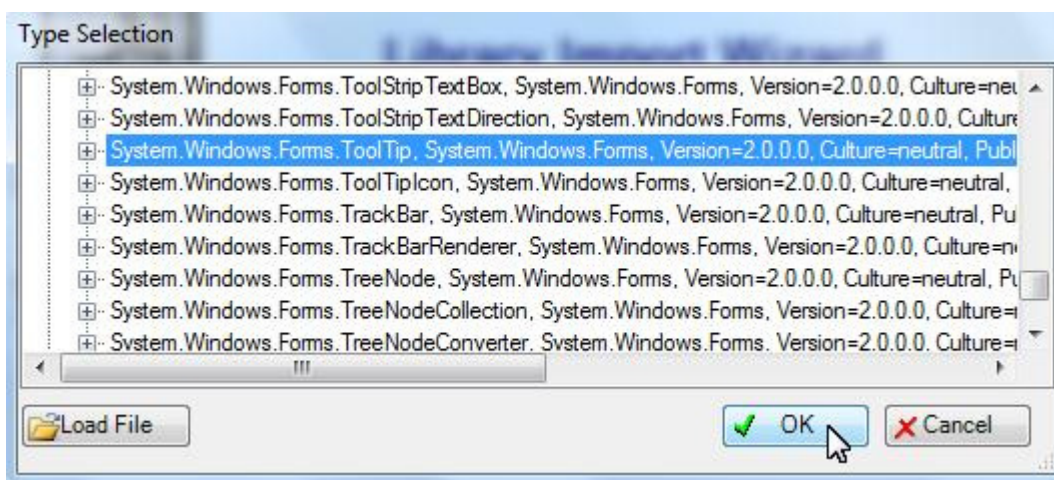 Type Selection
Library Import Wizard
System.Windows.Forms.ToolStripTextBox, System.Windows.Forms, Version=2.0.0.0, Culture=neu
System.Windows.Forms.ToolStripTextDirection, System.Windows.Forms, Version=2.0.0.0, Culture
System.Windows.Forms.ToolTip, System.Windows.Forms, Version=2.0.0.0, Culture=neutral, Publ
System.Windows.Forms.ToolTipIcon, System.Windows.Forms, Version=2.0.0.0, Culture=neutral,
System.Windows.Forms.TrackBar, System.Windows.Forms, Version=2.0.0.0, Culture=neutral, Pu
System.Windows.Forms.TrackBarRenderer, System.Windows.Forms, Version=2.0.0.0, Culture=n
System.Windows.Forms.TreeNode, System.Windows.Forms, Version=2.0.0.0, Culture=neutral, Pu
System.Windows.Forms.TreeNodeCollection, System.Windows.Forms, Version=2.0.0.0, Culture=
System.Windows.Forms.TreeNodeConverter, System.Windows.Forms, Version=2.0.0.0, Culture=
Load File
OK
Cancel